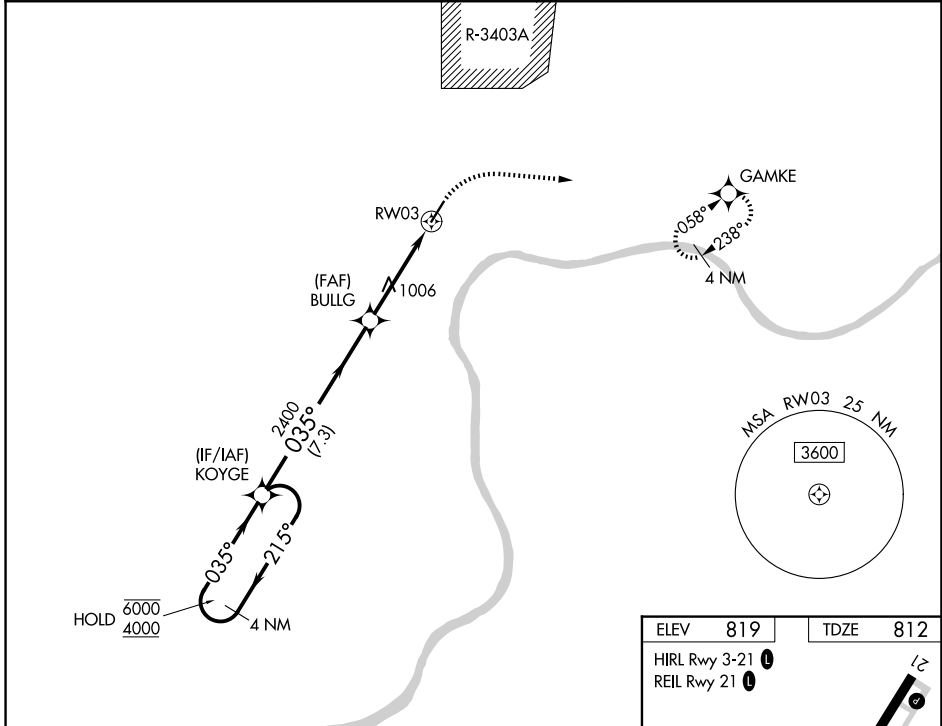 R-3403A
GAMKE
RW03
058°
238°
4 NM
(FAF)
BULLG
1006
2400
035°
(7.3)
MSA RW03 25 NM
3600
(IF/IAF)
KOYGE
035°
215°
HOLD 6000
4000
4 NM
ELEV 819
TDZE 812
HIRL Rwy 3-21 L
REIL Rwy 21 L
21
P